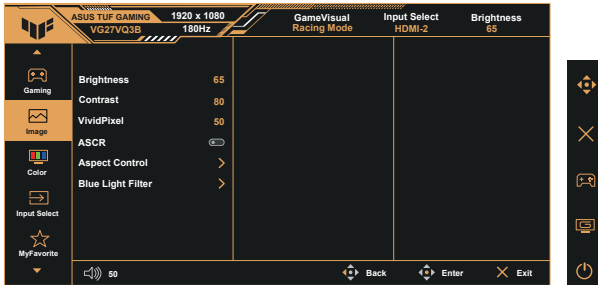 ASUS TUF GAMING 1920 x 1080 GameVisual Input Select Brightness
VG27VQ3B 180Hz Racing Mode HDMI-2 65
Gaming
Image
Color
Input Select
MyFavorite
Brightness 65
Contrast 80
VividPixel 50
ASCR
Aspect Control
Blue Light Filter
50 Back Enter Exit